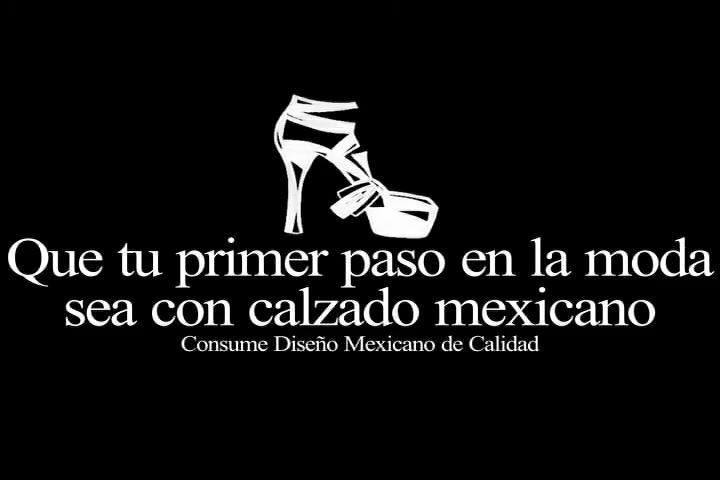 Que tu primer paso en la moda
sea con calzado mexicano
Consume Diseño Mexicano de Calidad